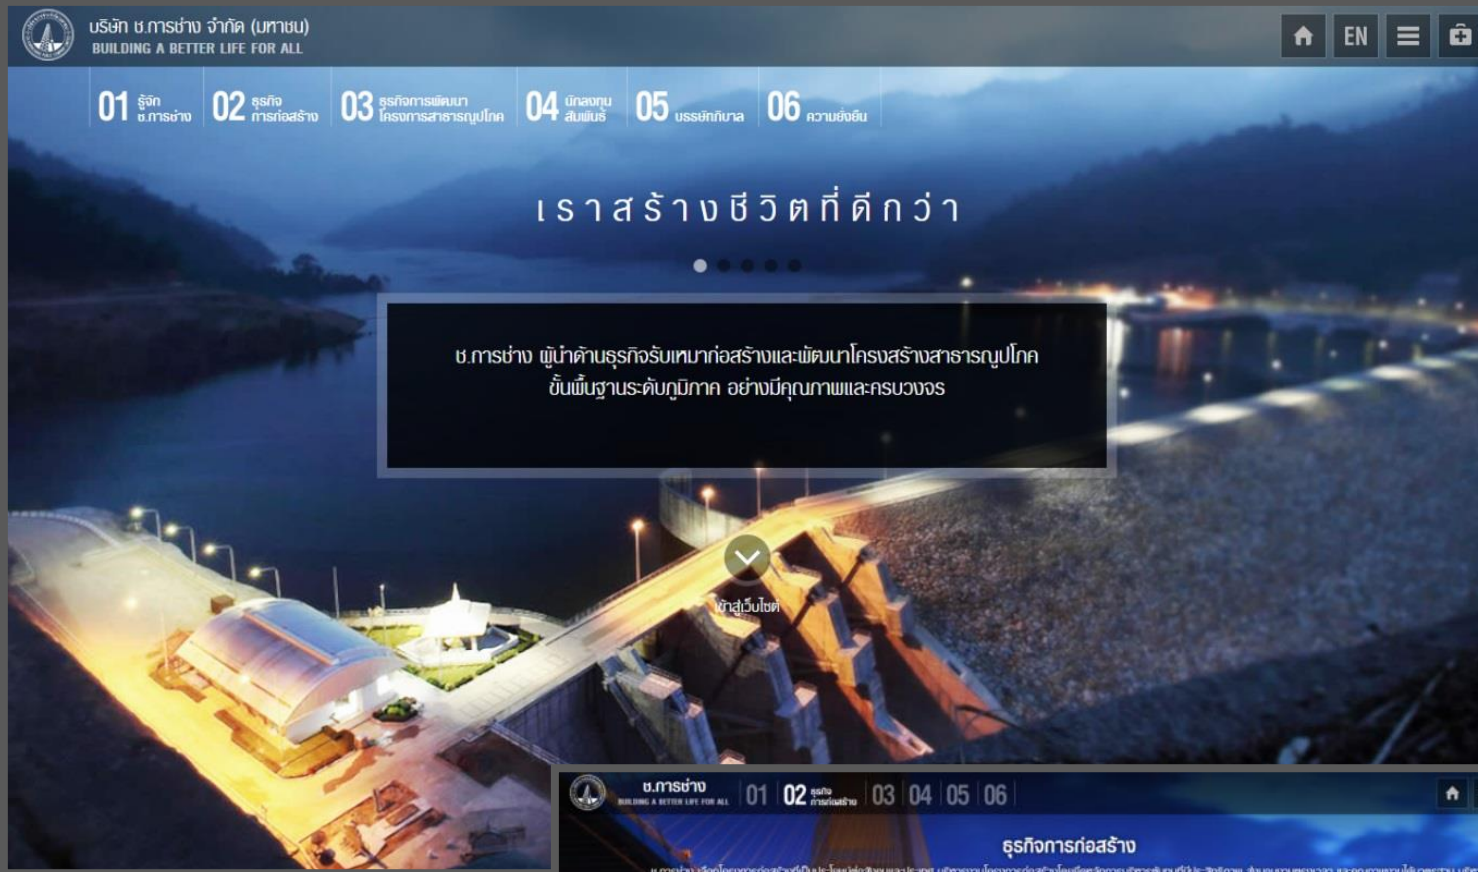 บริษัท ช.การช่าง จำกัด (มหาชน)
BUILDING A BETTER LIFE FOR ALL
EN
01 รู้จัก ช.การช่าง
02 ธุรกิจ การก่อสร้าง
03 ธุรกิจการพัฒนา โครงการสาธารณูปโภค
04 นักลงทุน สัมพันธ์
05 บรรษัทภิบาล
06 ความยั่งยืน
เราสร้างชีวิตที่ดีกว่า
ช.การช่าง ผู้นำด้านธุรกิจรับเหมาก่อสร้างและพัฒนาโครงสร้างสาธารณูปโภค
ขั้นพื้นฐานระดับภูมิภาค อย่างมีคุณภาพและครบวงจร
เข้าสู่เว็บไซต์
ช.การช่าง
BUILDING A BETTER LIFE FOR ALL
01 02 ธุรกิจ การก่อสร้าง 03 04 05 06
ธุรกิจการก่อสร้าง